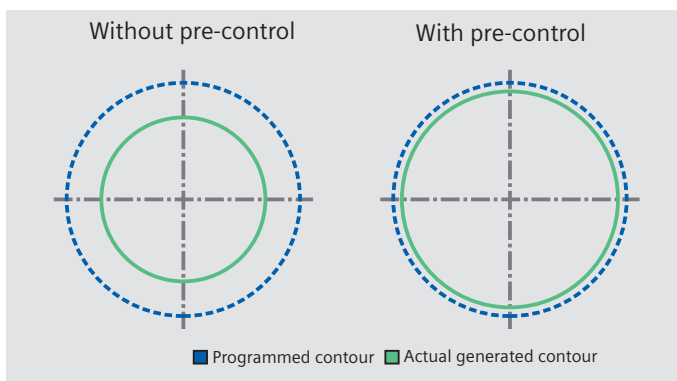 Without pre-control
With pre-control
Programmed contour
Actual generated contour